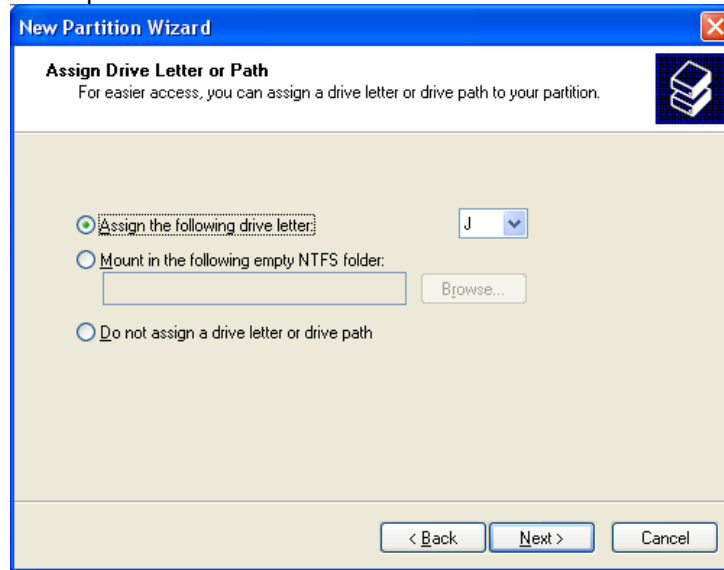 New Partition Wizard
Assign Drive Letter or Path
For easier access, you can assign a drive letter or drive path to your partition.
Assign the following drive letter: J
Mount in the following empty NTFS folder:
Browse...
Do not assign a drive letter or drive path
< Back Next > Cancel